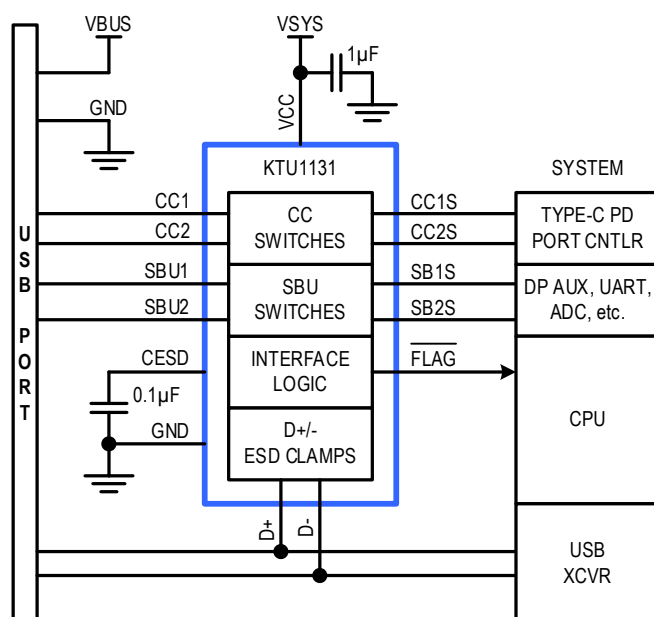 VBUS
VSYS
1µF
GND
VCC
KTU1131
SYSTEM
USB PORT
CC1
CC SWITCHES
CC1S
TYPE-C PD
PORT CNTLR
CC2
CC2S
SBU1
SBU
SWITCHES
SB1S
DP AUX, UART,
ADC, etc.
SBU2
SB2S
CESD
INTERFACE
LOGIC
FLAG
0.1µF
CPU
GND
D+/-
ESD CLAMPS
D+
D-
USB
XCVR